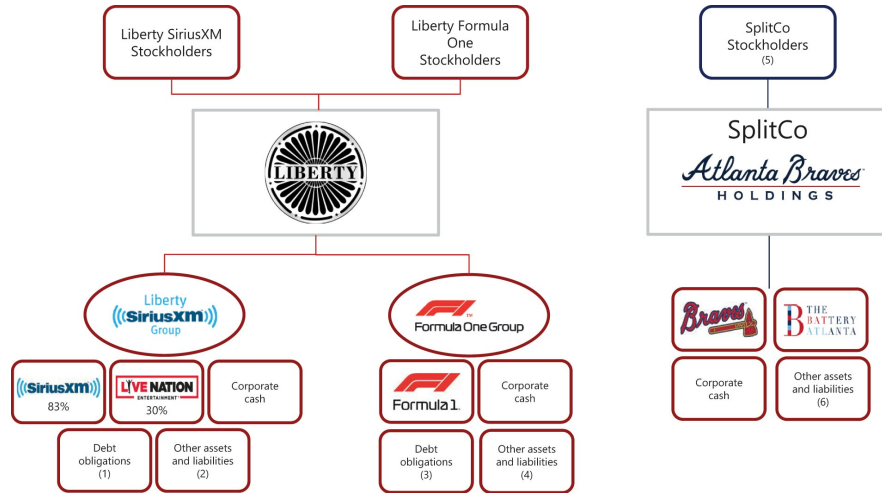 Liberty SiriusXM
Stockholders
Liberty Formula
One
Stockholders
SplitCo
Stockholders
(5)
LIBERTY
SplitCo
Atlanta Braves
HOLDINGS
Liberty
SiriusXM
Group
F1 TM
Formula One Group
Braves
THE
BATTERY
ATLANTA
SiriusXM
83%
LIVE NATION
ENTERTAINMENT
30%
Corporate
cash
F1
Formula 1
Corporate
cash
Corporate
cash
Other assets
and liabilities
(6)
Debt
obligations
(1)
Other assets
and liabilities
(2)
Debt
obligations
(3)
Other assets
and liabilities
(4)